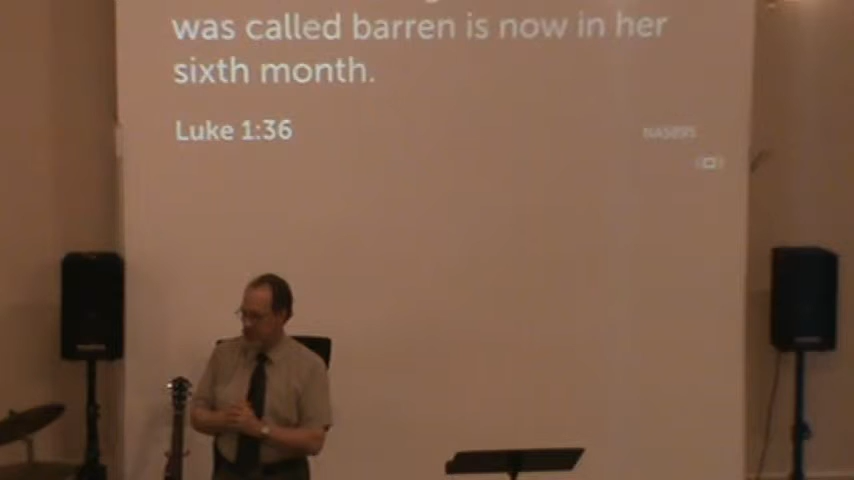 was called barren is now in her
sixth month.
Luke 1:36
NASB95